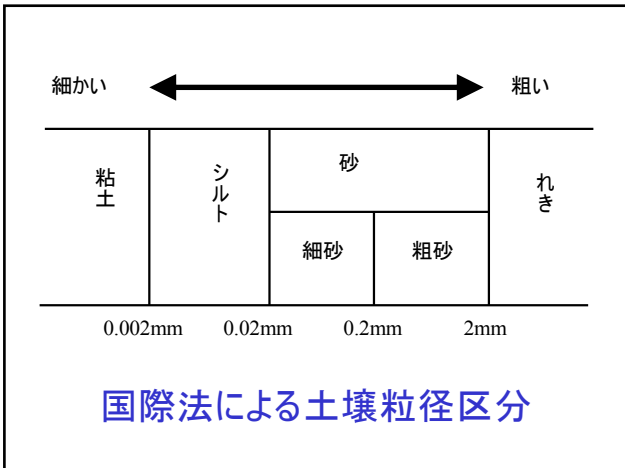 細かい 粗い
粘土
シルト
砂
細砂 粗砂
れき
0.002mm 0.02mm 0.2mm 2mm
国際法による土壌粒径区分